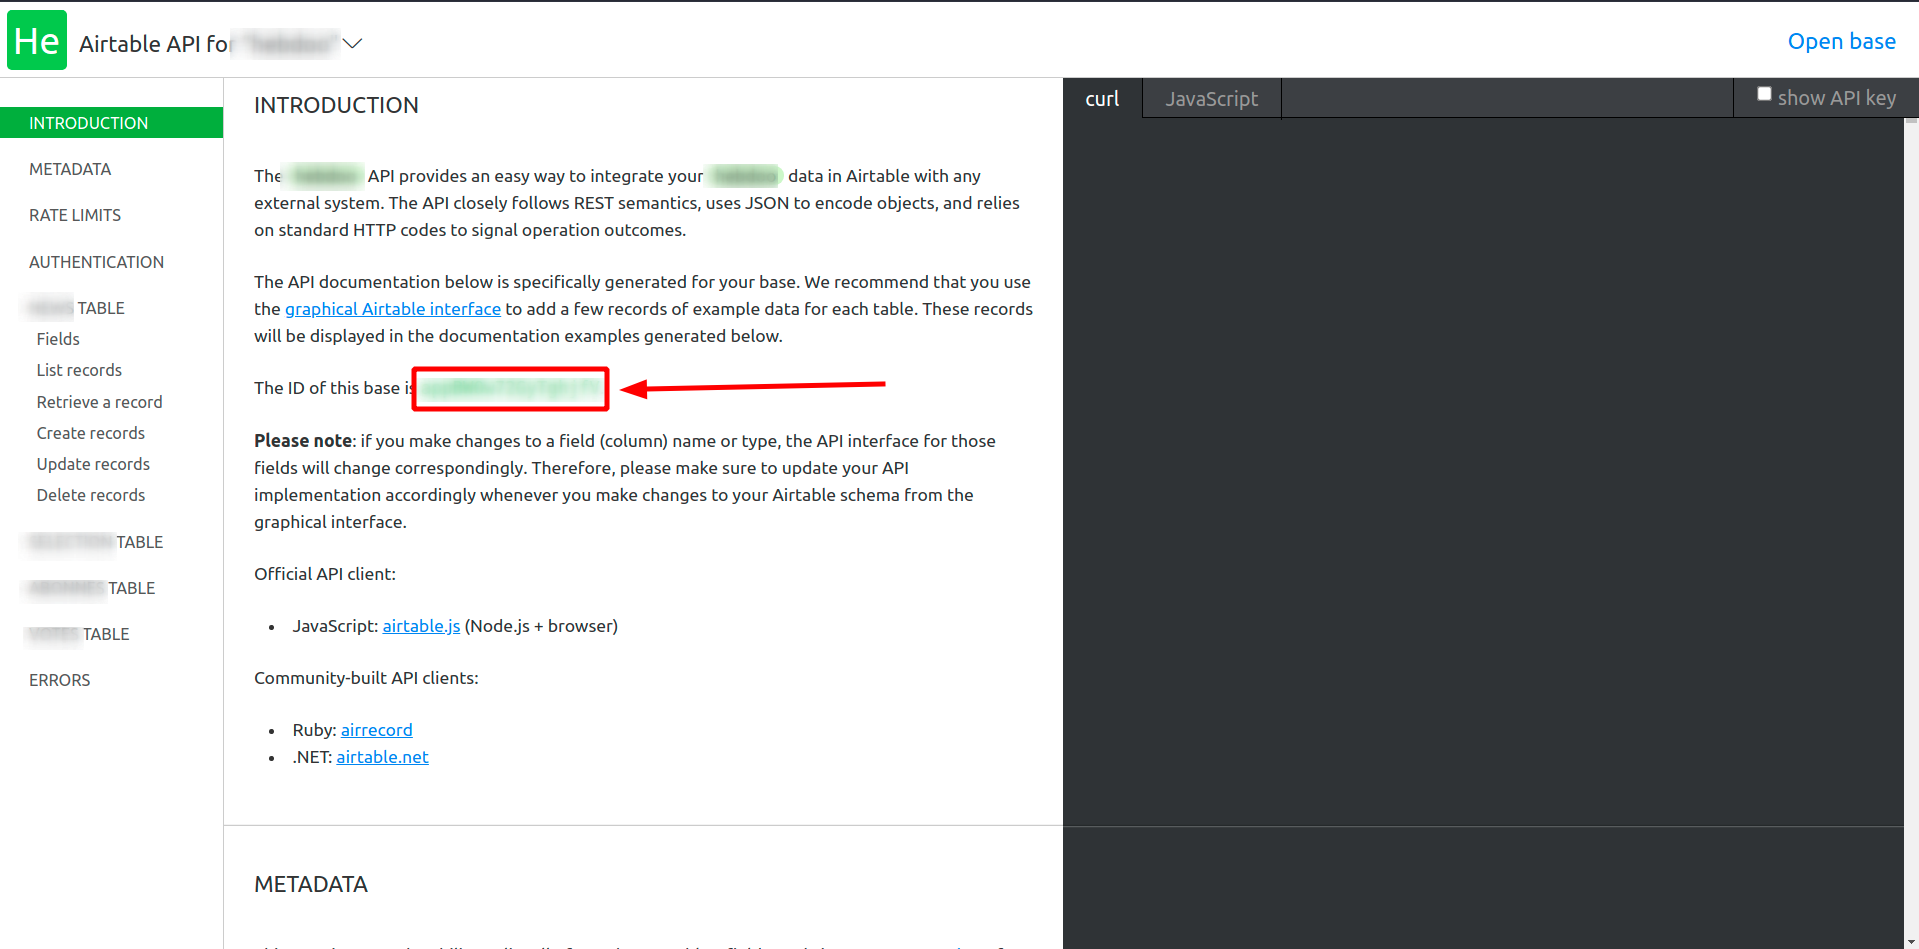 He
Airtable API for
Open base
INTRODUCTION
METADATA
RATE LIMITS
AUTHENTICATION
TABLE
Fields
List records
Retrieve a record
Create records
Update records
Delete records
TABLE
TABLE
TABLE
ERRORS
INTRODUCTION
The API provides an easy way to integrate your data in Airtable with any
external system. The API closely follows REST semantics, uses JSON to encode objects, and relies
on standard HTTP codes to signal operation outcomes.
The API documentation below is specifically generated for your base. We recommend that you use
the graphical Airtable interface to add a few records of example data for each table. These records
will be displayed in the documentation examples generated below.
The ID of this base is
Please note: if you make changes to a field (column) name or type, the API interface for those
fields will change correspondingly. Therefore, please make sure to update your API
implementation accordingly whenever you make changes to your Airtable schema from the
graphical interface.
Official API client:
• JavaScript: airtable.js (Node.js + browser)
Community-built API clients:
• Ruby: airrecord
• .NET: airtable.net
METADATA
curl
JavaScript
show API key